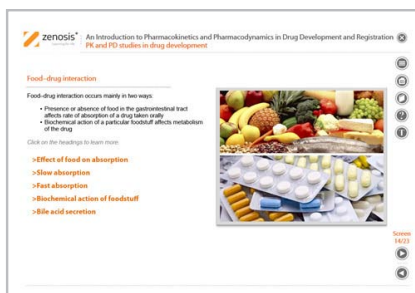 zenosis®
An Introduction to Pharmacokinetics and Pharmacodynamics in Drug Development and Registration
PK and PD studies in drug development
Food–drug interaction
Food–drug interaction occurs mainly in two ways:
• Presence or absence of food in the gastrointestinal tract
affects rate of absorption of a drug taken orally
• Biochemical action of a particular foodstuff affects metabolism
of the drug
Click on the headings to learn more.
>Effect of food on absorption
>Slow absorption
>Fast absorption
>Biochemical action of foodstuff
>Bile acid secretion
Screen
14/23